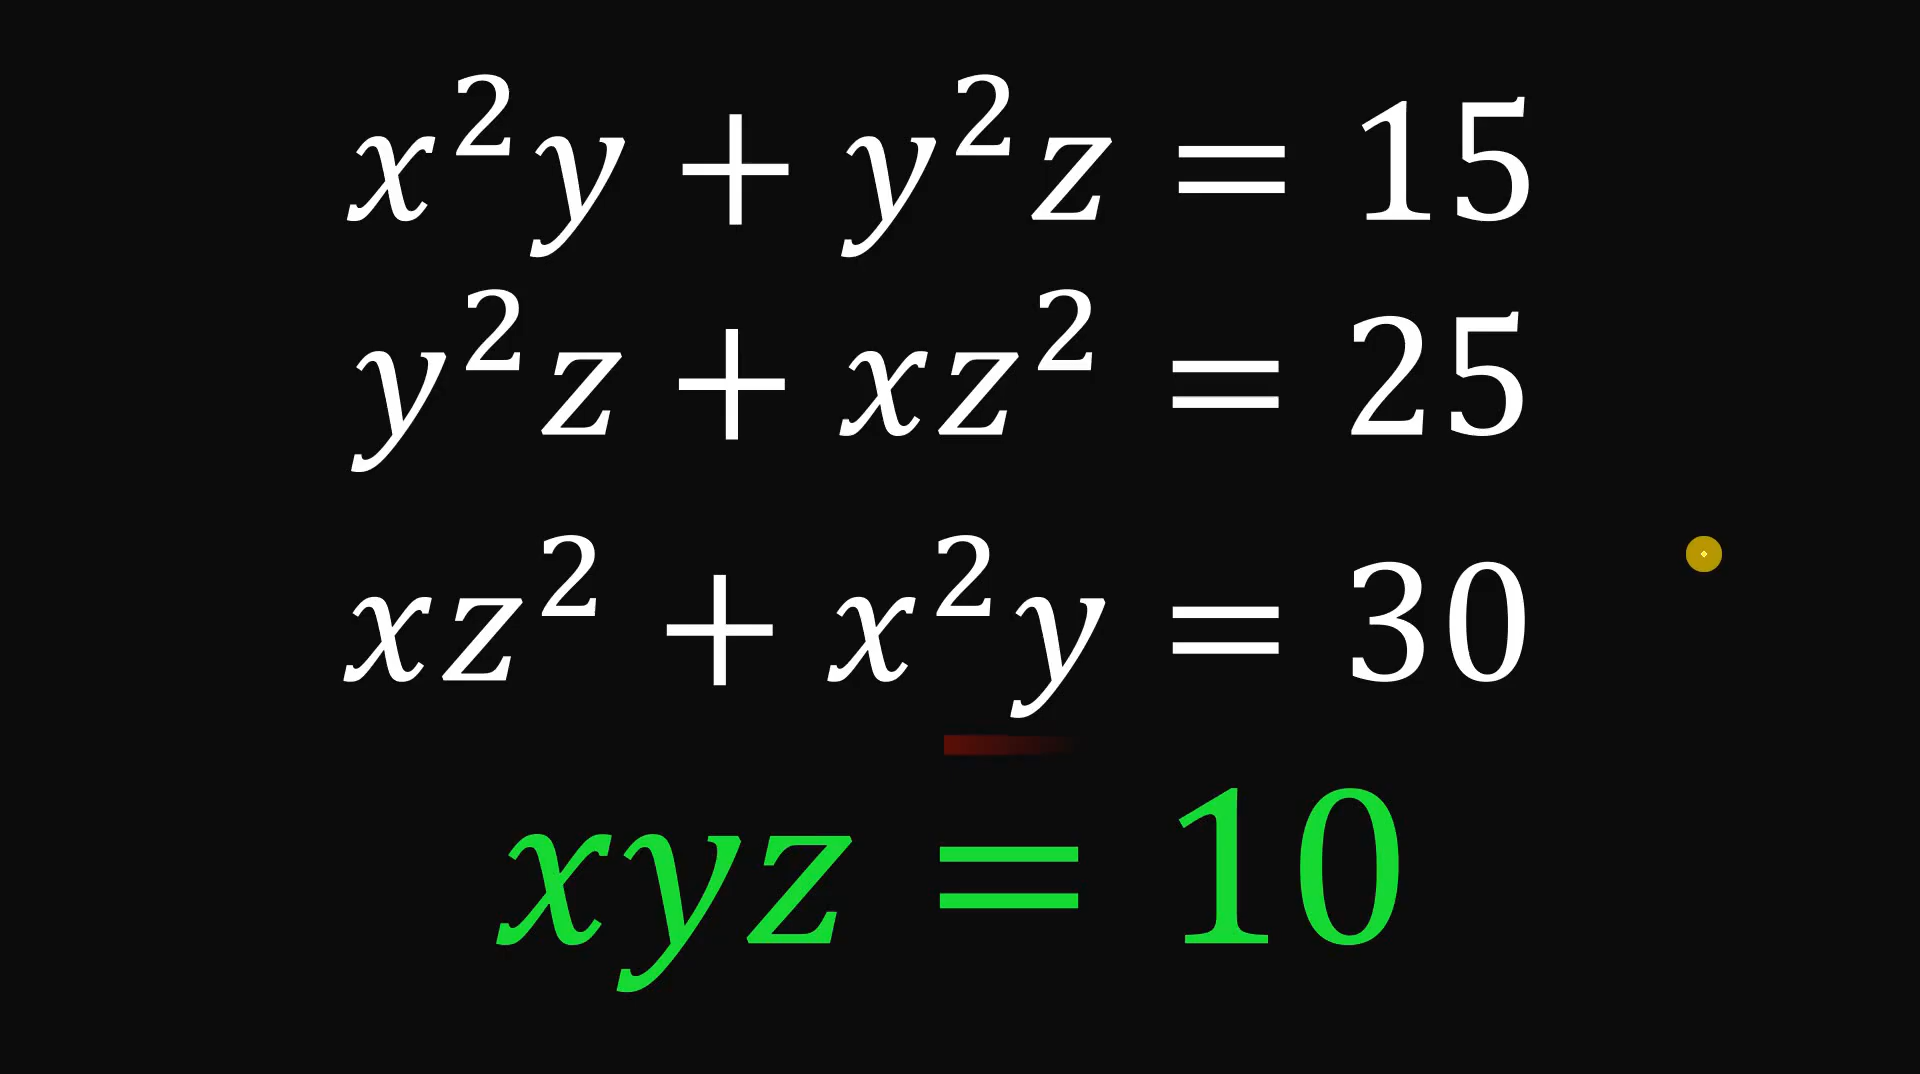 x²y + y²z = 15
y²z + xz² = 25
xz² + x²y = 30
xyz = 10